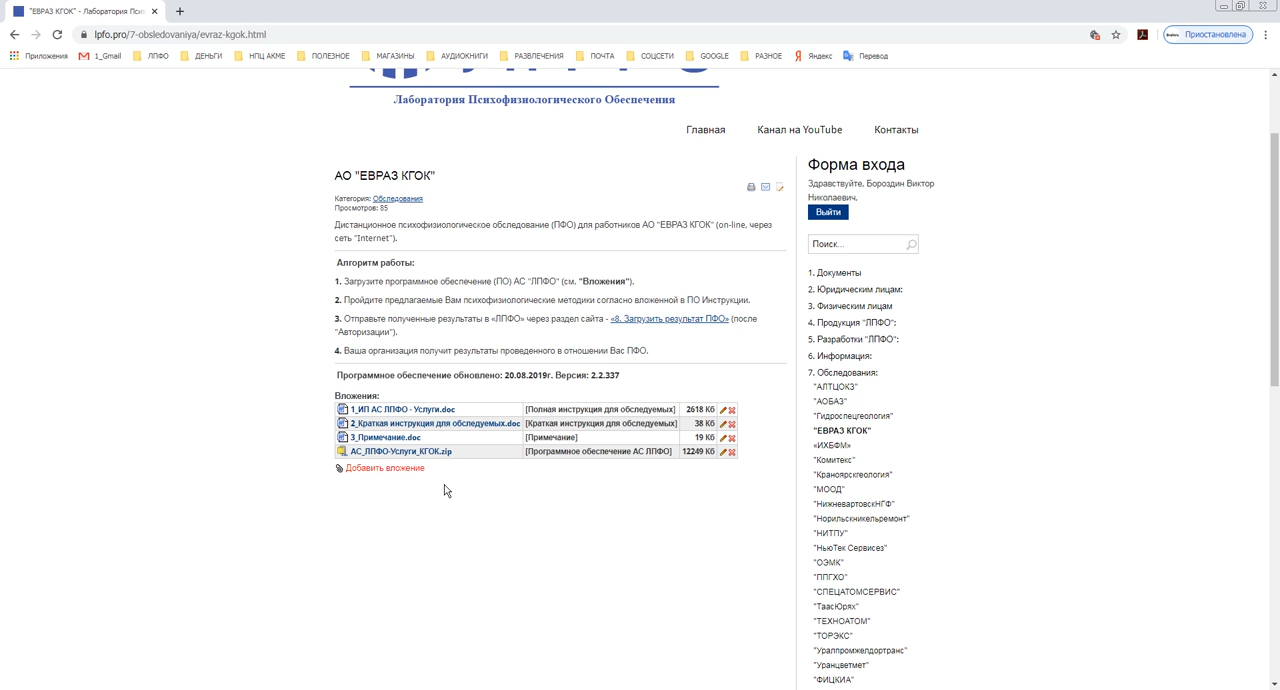 "ЕВРАЗ КГОК" - Лаборатория Псих
lpfo.pro/7-obsledovaniya/evraz-kgok.html
Приостановлена
Приложения 1_Gmail ЛПФО ДЕНЬГИ НПЦ АКМЕ ПОЛЕЗНОЕ МАГАЗИНЫ АУДИОКНИГИ РАЗВЛЕЧЕНИЯ ПОЧТА СОЦСЕТИ GOOGLE РАЗНОЕ Яндекс Перевод
Лаборатория Психофизиологического Обеспечения
Главная Канал на YouTube Контакты
АО "ЕВРАЗ КГОК"
Категория: Обследования
Просмотров: 85
Дистанционное психофизиологическое обследование (ПФО) для работников АО "ЕВРАЗ КГОК" (on-line, через
сеть "Internet").
Алгоритм работы:
1. Загрузите программное обеспечение (ПО) АС "ЛПФО" (см. "Вложения").
2. Пройдите предлагаемые Вам психофизиологические методики согласно вложенной в ПО Инструкции.
3. Отправьте полученные результаты в «ЛПФО» через раздел сайта - «8. Загрузить результат ПФО» (после
"Авторизации").
4. Ваша организация получит результаты проведенного в отношении Вас ПФО.
Программное обеспечение обновлено: 20.08.2019г. Версия: 2.2.337
Вложения:
1_ИП АС ЛПФО - Услуги.doc [Полная инструкция для обследуемых] 2618 Кб
2_Краткая инструкция для обследуемых.doc [Краткая инструкция для обследуемых] 38 Кб
3_Примечание.doc [Примечание] 19 Кб
АС_ЛПФО-Услуги_КГОК.zip [Программное обеспечение АС ЛПФО] 12249 Кб
Добавить вложение
Форма входа
Здравствуйте, Бороздин Виктор
Николаевич,
Выйти
Поиск...
1. Документы
2. Юридическим лицам:
3. Физическим лицам
4. Продукция "ЛПФО":
5. Разработки "ЛПФО":
6. Информация:
7. Обследования:
"АЛТЦОКЗ"
"АОБАЗ"
"Гидроспецгеология"
"ЕВРАЗ КГОК"
«ИХБФМ»
"Комитекс"
"Краноярскгеология"
"МООД"
"НижневартовскНГФ"
"Норильскникельремонт"
"НИТПУ"
"НьюТек Сервисез"
"ОЭМК"
"ППГХО"
"СПЕЦАТОМСЕРВИС"
"ТаасЮрях"
"ТЕХНОАТОМ"
"ТОРЭКС"
"Уралпромжелдортранс"
"Уранцветмет"
"ФИЦКИА"